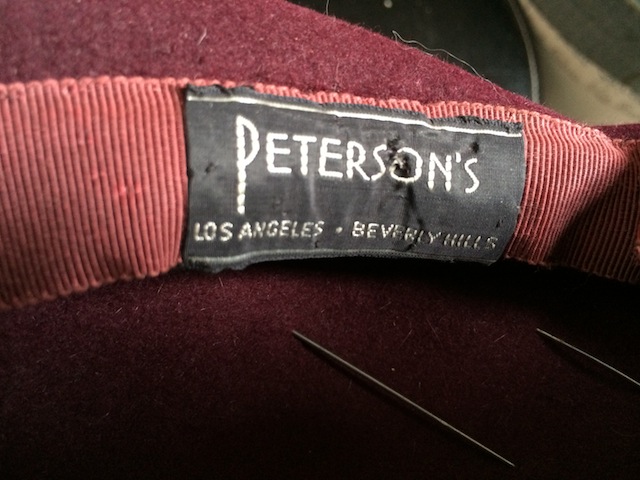 PETERSON'S
LOS ANGELES · BEVERLY HILLS